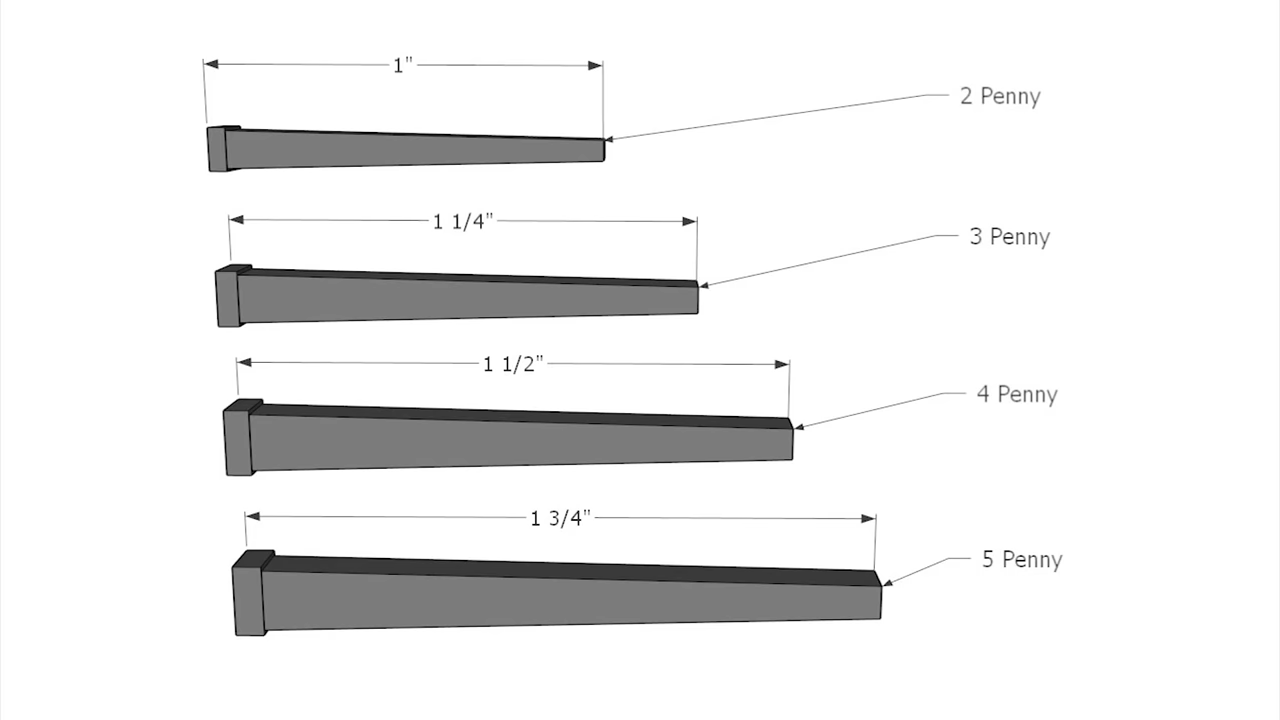 1"
2 Penny
1 1/4"
3 Penny
1 1/2"
4 Penny
1 3/4"
5 Penny